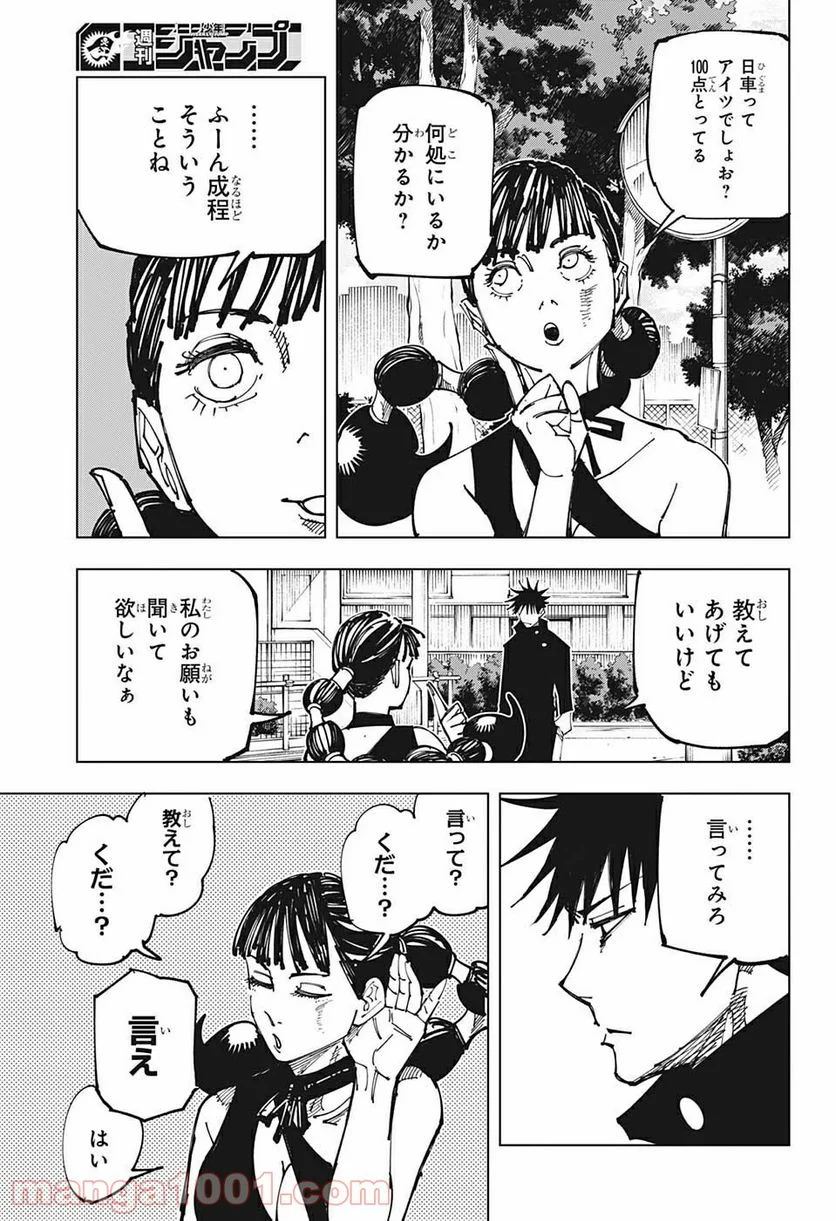 日車って
アイツでしょお？
100点とってる
何処にいるか
分かるか？
週刊
少年
ジャンプ
……
ふーん成程
そういう
ことね
教えて
あげても
いいけど
私のお願いも
聞いて
欲しいなぁ
……
言ってみろ
言って？
くだ…？
教えて？
くだ…？
言え
はい
manga1001.com